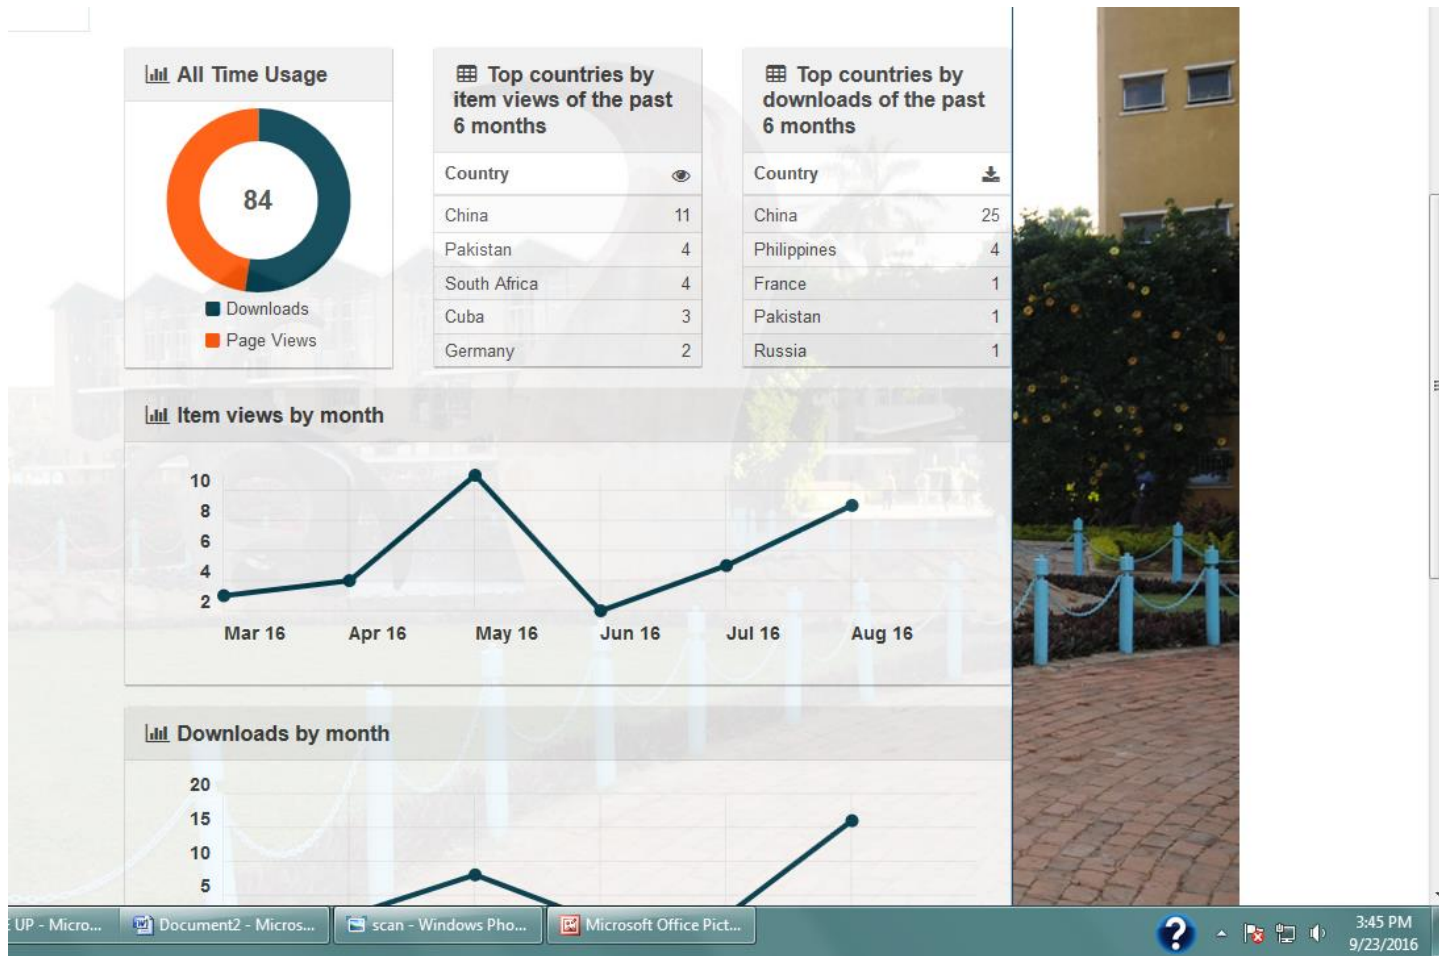 All Time Usage
84
Downloads
Page Views
Top countries by
item views of the past
6 months
Country
China 11
Pakistan 4
South Africa 4
Cuba 3
Germany 2
Top countries by
downloads of the past
6 months
Country
China 25
Philippines 4
France 1
Pakistan 1
Russia 1
Item views by month
10
8
6
4
2
Mar 16 Apr 16 May 16 Jun 16 Jul 16 Aug 16
Downloads by month
20
15
10
5
UP - Micro... Document2 - Micros... scan - Windows Pho... Microsoft Office Pict... 3:45 PM
9/23/2016